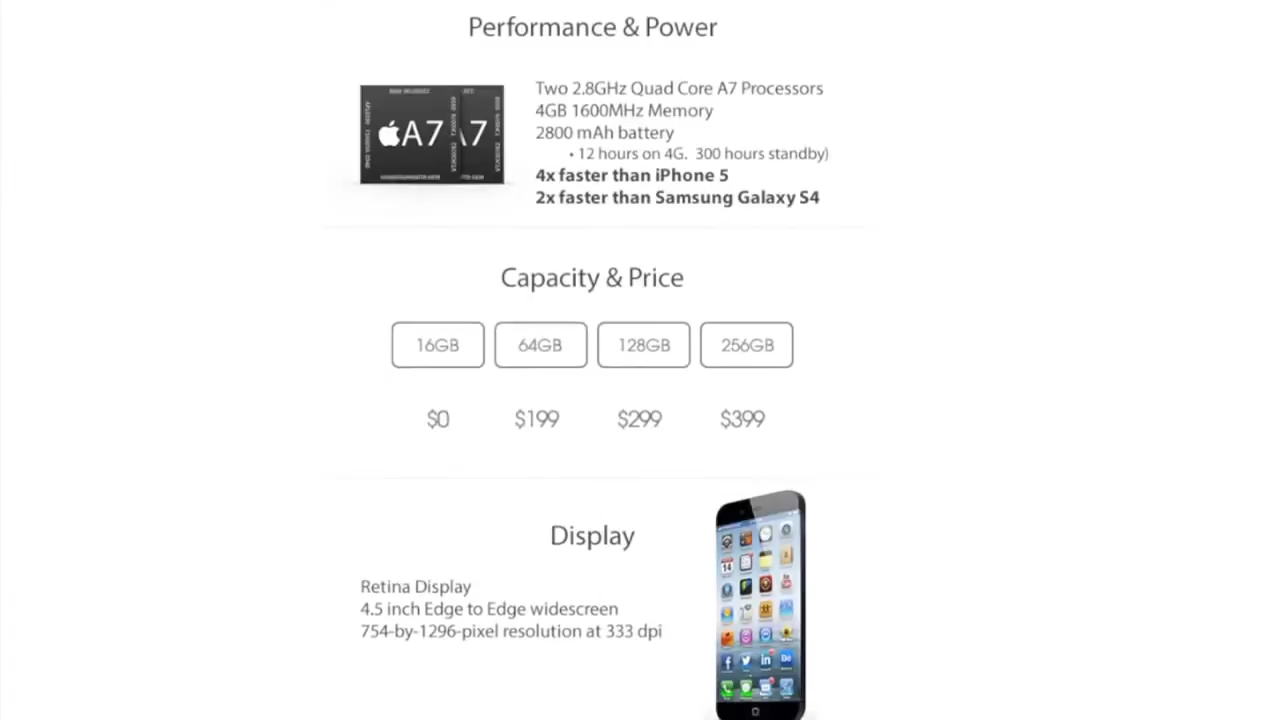 Performance & Power
A7
Two 2.8GHz Quad Core A7 Processors
4GB 1600MHz Memory
2800 mAh battery
• 12 hours on 4G. 300 hours standby)
4x faster than iPhone 5
2x faster than Samsung Galaxy S4
Capacity & Price
16GB 64GB 128GB 256GB
$0 $199 $299 $399
Display
Retina Display
4.5 inch Edge to Edge widescreen
754-by-1296-pixel resolution at 333 dpi
14